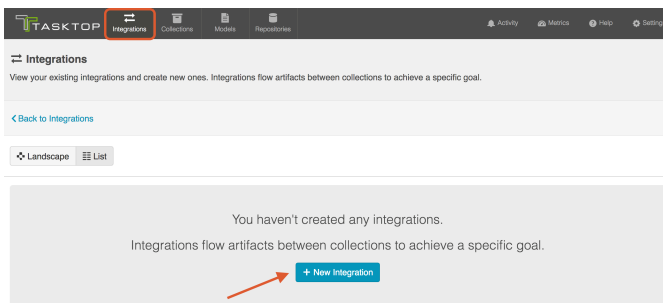 TASKTOP
Integrations
Collections
Models
Repositories
Activity
Metrics
Help
Setting
Integrations
View your existing integrations and create new ones. Integrations flow artifacts between collections to achieve a specific goal.
Back to Integrations
Landscape
List
You haven't created any integrations.
Integrations flow artifacts between collections to achieve a specific goal.
+ New Integration